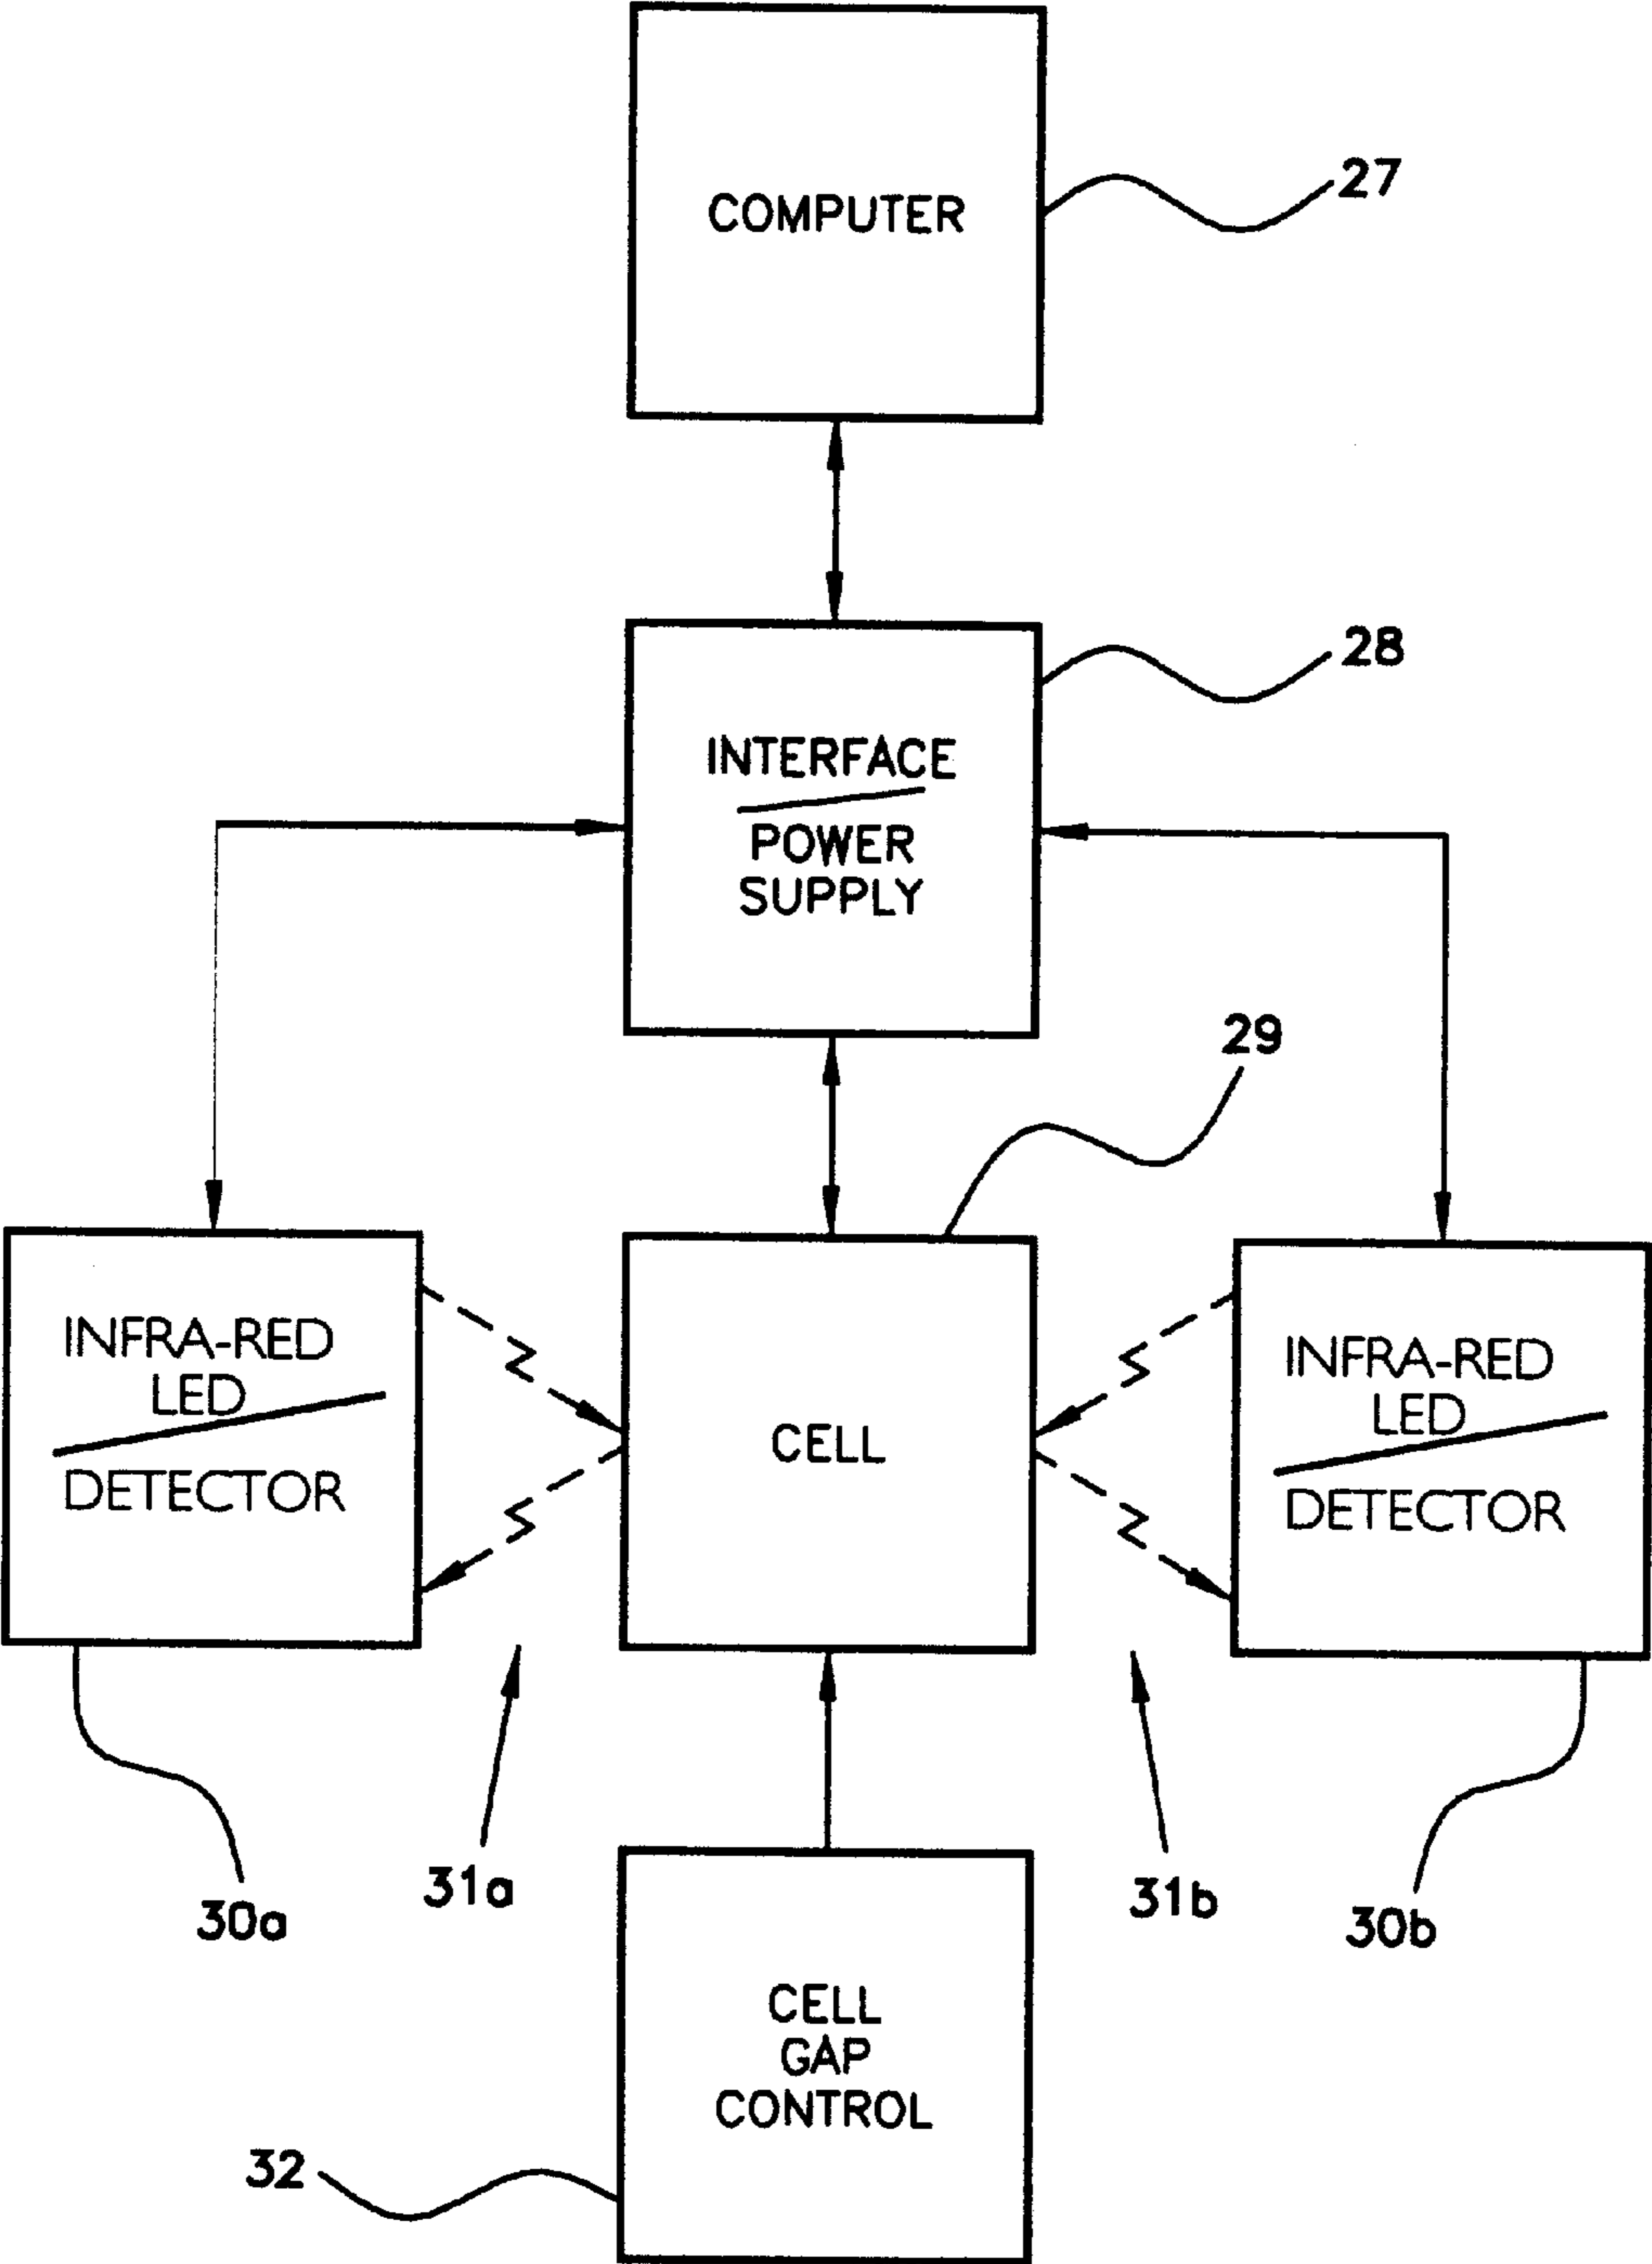 COMPUTER
27
28
INTERFACE
POWER
SUPPLY
29
INFRA-RED
LED
DETECTOR
CELL
INFRA-RED
LED
DETECTOR
31a
31b
30a
30b
CELL
GAP
CONTROL
32